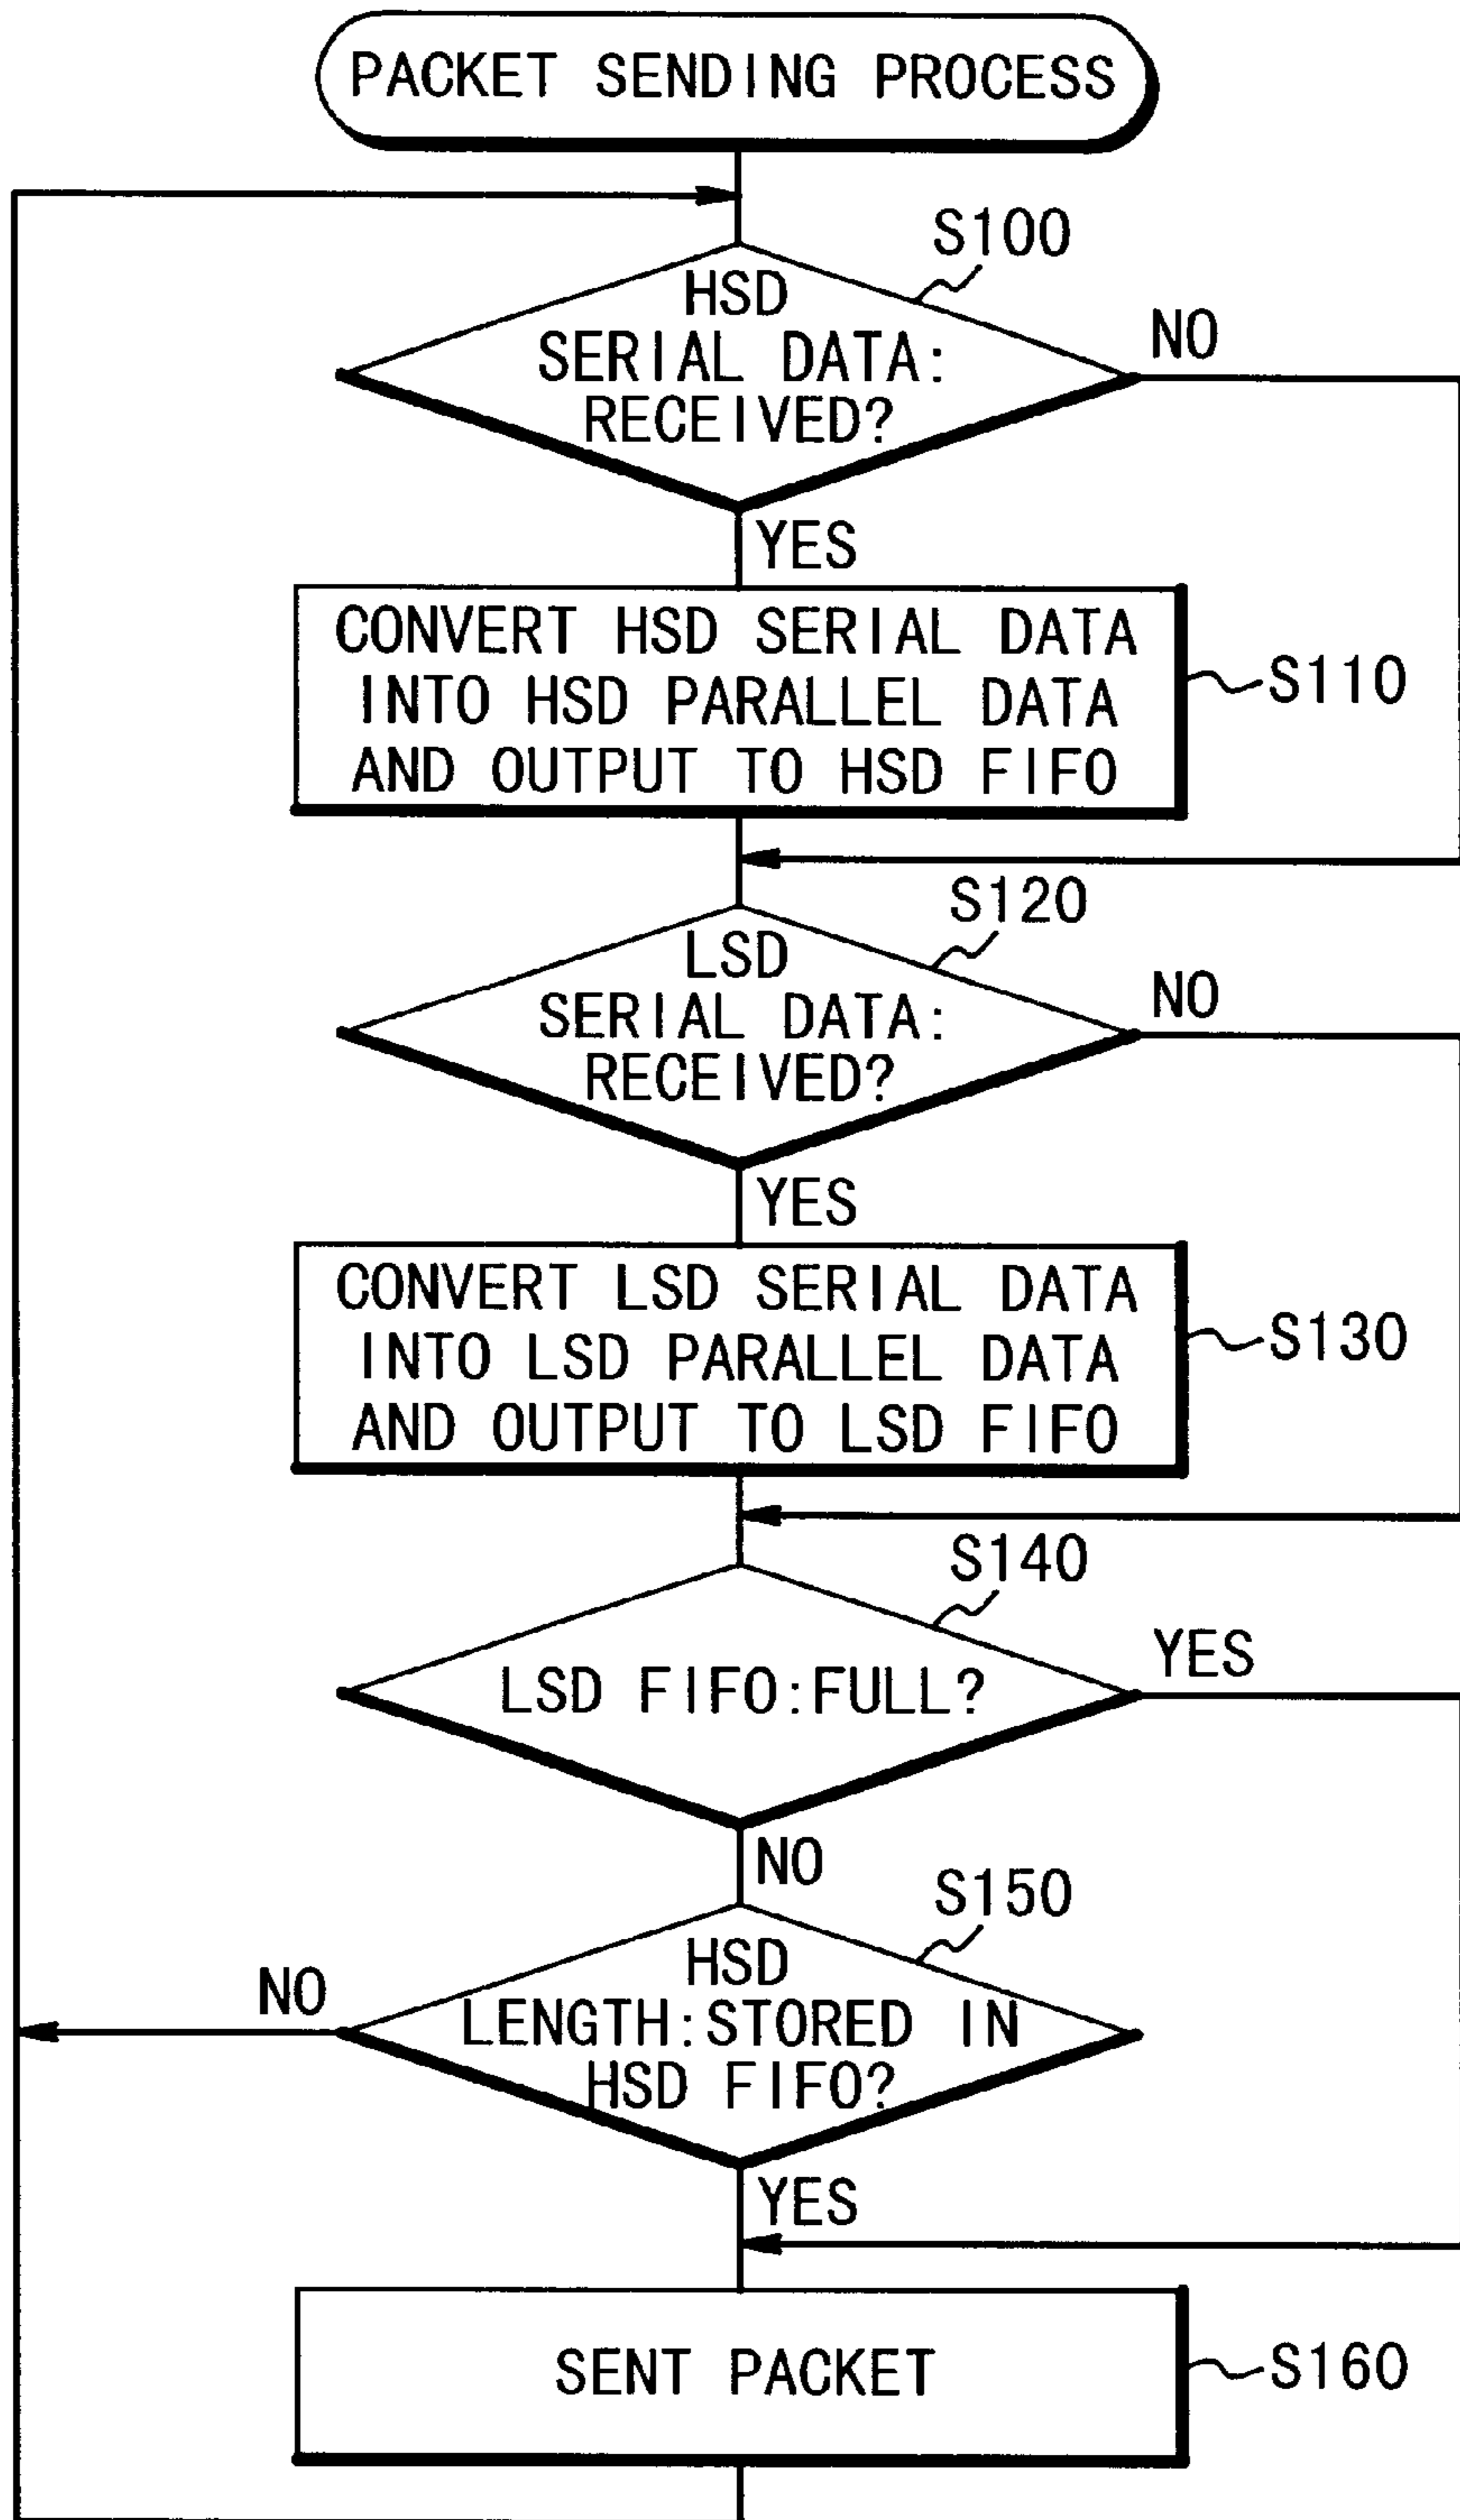 PACKET SENDING PROCESS
S100
HSD
SERIAL DATA:
RECEIVED?
NO
YES
CONVERT HSD SERIAL DATA
INTO HSD PARALLEL DATA
AND OUTPUT TO HSD FIFO
S110
S120
LSD
SERIAL DATA:
RECEIVED?
NO
YES
CONVERT LSD SERIAL DATA
INTO LSD PARALLEL DATA
AND OUTPUT TO LSD FIFO
S130
S140
LSD FIFO:FULL?
YES
NO
S150
HSD
LENGTH:STORED IN
HSD FIFO?
NO
YES
SENT PACKET
S160